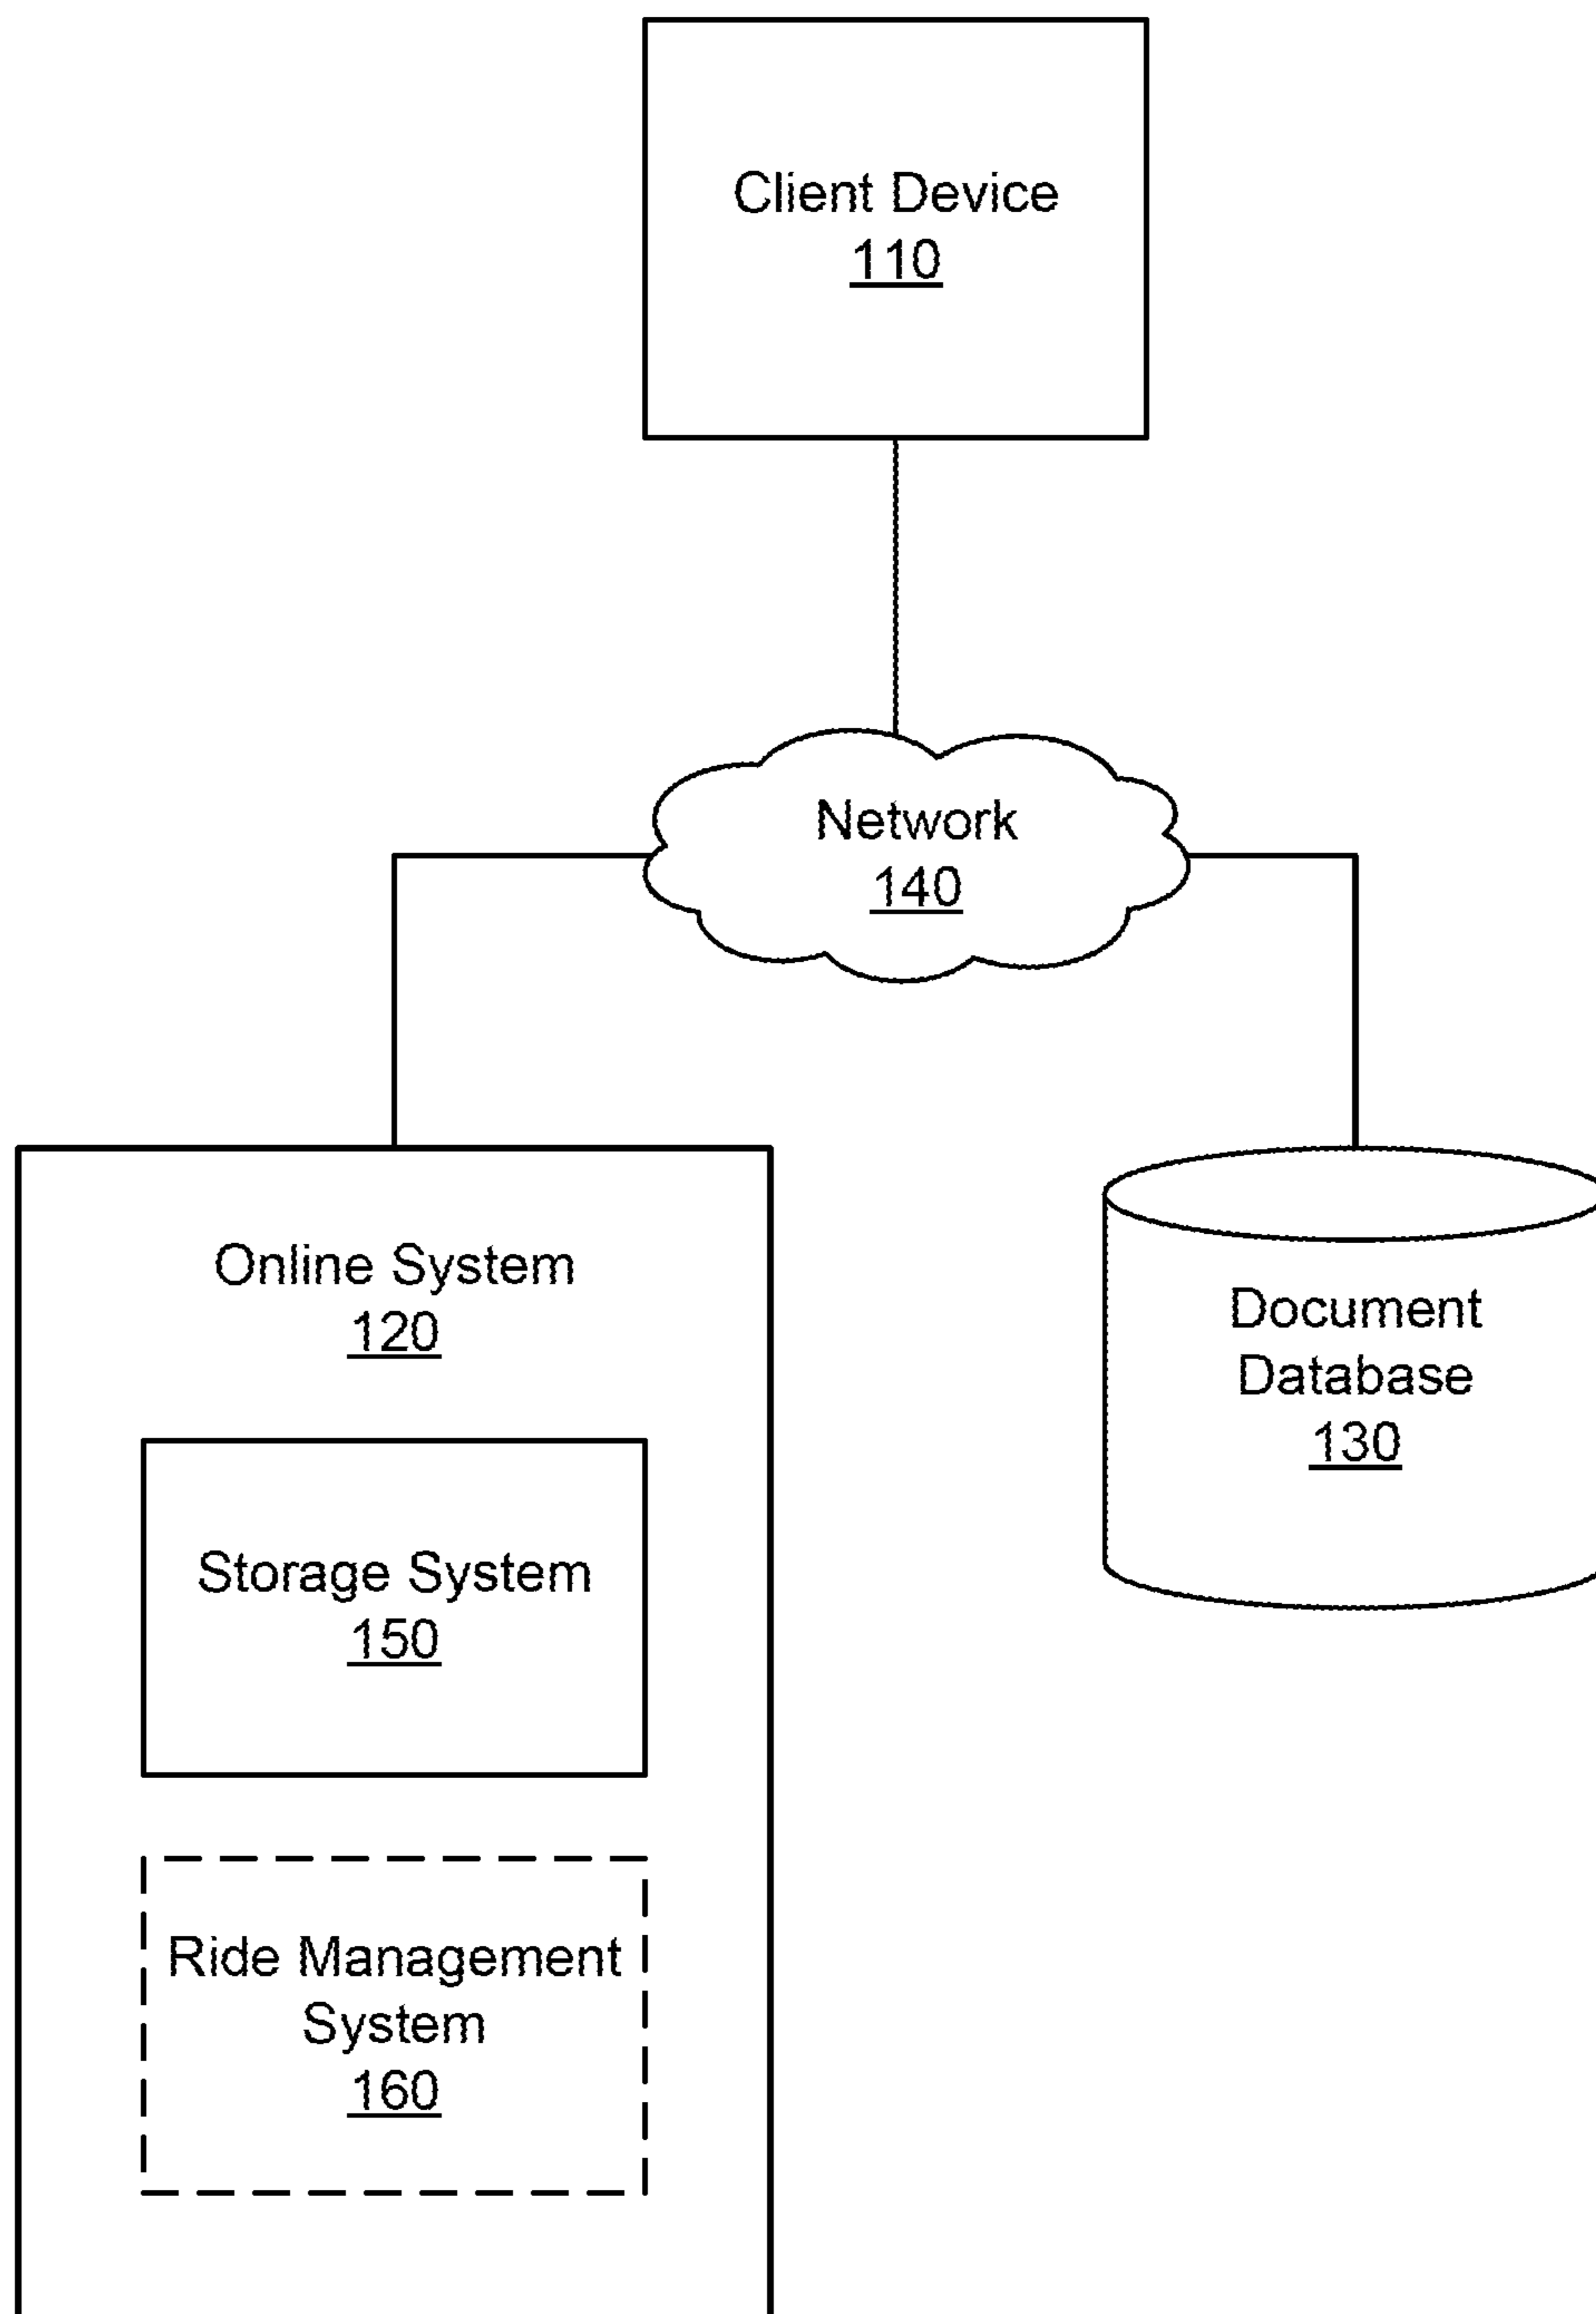 Client Device
110
Network
140
Online System
120
Storage System
150
Ride Management
System
160
Document
Database
130